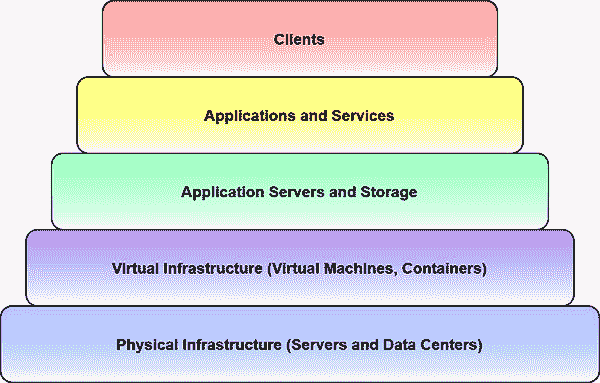 Clients
Applications and Services
Application Servers and Storage
Virtual Infrastructure (Virtual Machines, Containers)
Physical Infrastructure (Servers and Data Centers)